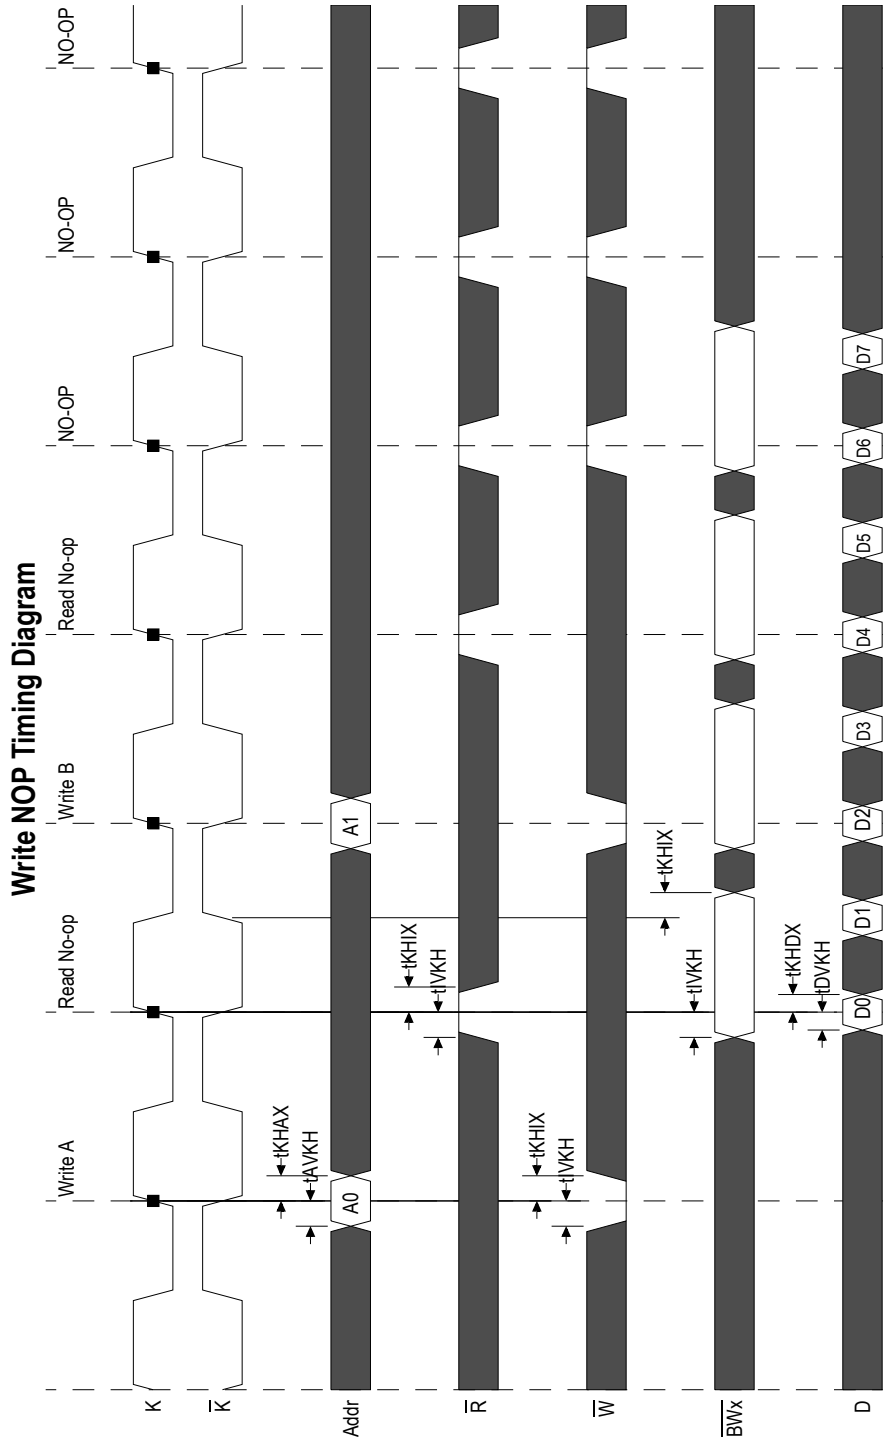 Write NOP Timing Diagram
Write A Read No-op Write B Read No-op NO-OP NO-OP NO-OP
K
K
Addr A0 A1
tKHAX
tAVKH
R
tKHIX
tIVKH
W
tKHIX
tIVKH
BWx
tKHIX
tIVKH
D D0 D1 D2 D3 D4 D5 D6 D7
tKHDX
tDVKH